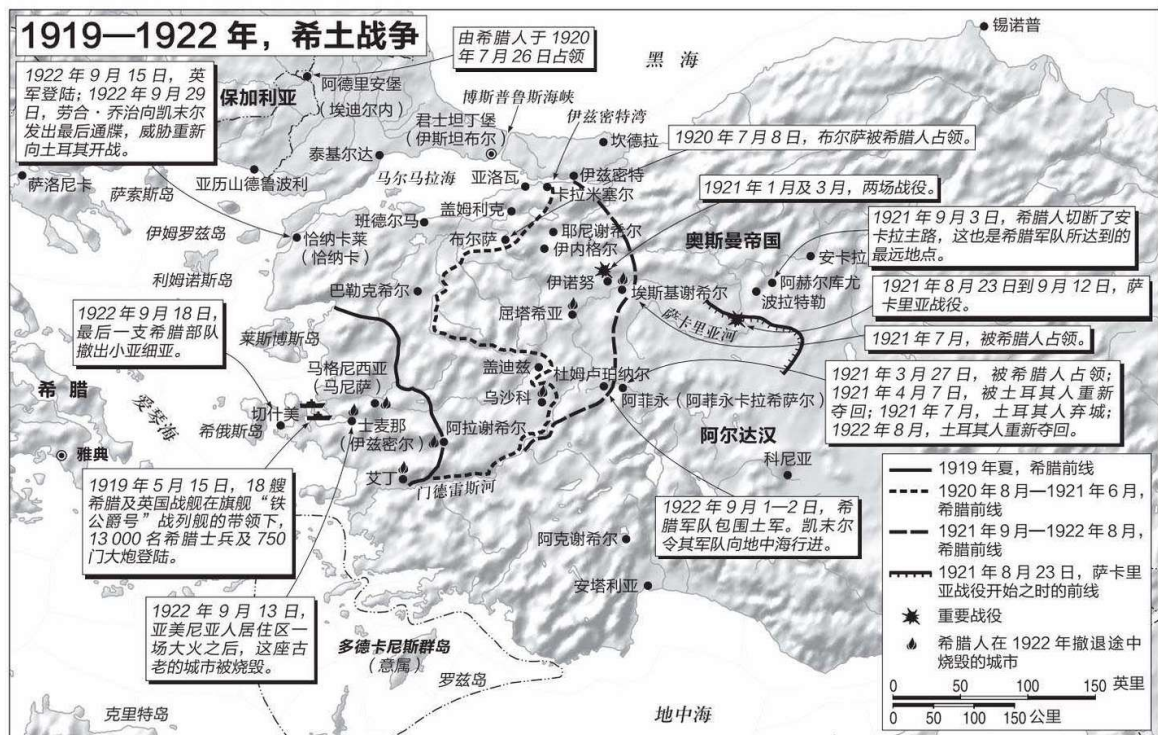 1919—1922 年，希土战争
由希腊人于 1920
年 7 月 26 日占领
1922 年 9 月 15 日，英
军登陆；1922 年 9 月 29
日，劳合·乔治向凯末尔
发出最后通牒，威胁重新
向土耳其开战。
保加利亚
阿德里安堡
（埃迪尔内）
黑 海
锡诺普
博斯普鲁斯海峡
君士坦丁堡
（伊斯坦布尔）
伊兹密特湾
坎德拉
1920 年 7 月 8 日，布尔萨被希腊人占领。
泰基尔达
萨洛尼卡
萨索斯岛
亚历山德鲁波利
马尔马拉海
亚洛瓦
伊兹密特
卡拉米塞尔
1921 年 1 月及 3 月，两场战役。
盖姆利克
班德尔马
伊姆罗兹岛
恰纳卡莱
（恰纳卡）
布尔萨
耶尼谢希尔
伊内格尔
奥斯曼帝国
1921 年 9 月 3 日，希腊人切断了安
卡拉主路，这也是希腊军队所达到的
最远地点。
安卡拉
利姆诺斯岛
巴勒克希尔
伊诺努
埃斯基谢希尔
阿赫尔库尤
波拉特勒
1921 年 8 月 23 日到 9 月 12 日，萨
卡里亚战役。
1922 年 9 月 18 日，
最后一支希腊部队
撤出小亚细亚。
莱斯博斯岛
屈塔希亚
萨卡里亚河
1921 年 7 月，被希腊人占领。
马格尼西亚
（马尼萨）
盖迪兹
杜姆卢珀纳尔
1921 年 3 月 27 日，被希腊人占领；
1921 年 4 月 7 日，被土耳其人重新
夺回；1921 年 7 月，土耳其人弃城；
1922 年 8 月，土耳其人重新夺回。
希 腊
爱琴海
切什美
希俄斯岛
乌沙科
阿菲永（阿菲永卡拉希萨尔）
士麦那
（伊兹密尔）
阿拉谢希尔
阿尔达汉
雅典
科尼亚
艾丁
门德雷斯河
1919 年 5 月 15 日，18 艘
希腊及英国战舰在旗舰“铁
公爵号”战列舰的带领下，
13 000 名希腊士兵及 750
门大炮登陆。
1922 年 9 月 1—2 日，希
腊军队包围土军。凯末尔
令其军队向地中海行进。
阿克谢希尔
安塔利亚
1922 年 9 月 13 日，
亚美尼亚人居住区一
场大火之后，这座古
老的城市被烧毁。
多德卡尼斯群岛
（意属）
罗兹岛
克里特岛
地中海
1919 年夏，希腊前线
1920 年 8 月—1921 年 6 月，
希腊前线
1921 年 9 月—1922 年 8 月，
希腊前线
1921 年 8 月 23 日，萨卡里
亚战役开始之时的前线
重要战役
希腊人在 1922 年撤退途中
烧毁的城市
0 50 100 150 英里
0 50 100 150 公里